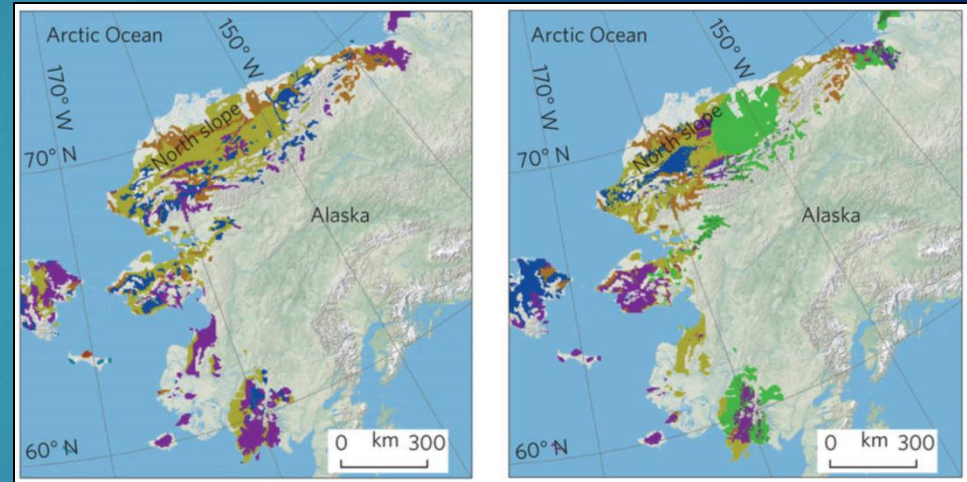 Arctic Ocean
150° W
170° W
North slope
70° N
Alaska
60° N
0 km 300
Arctic Ocean
150° W
170° W
North slope
70° N
Alaska
60° N
0 km 300